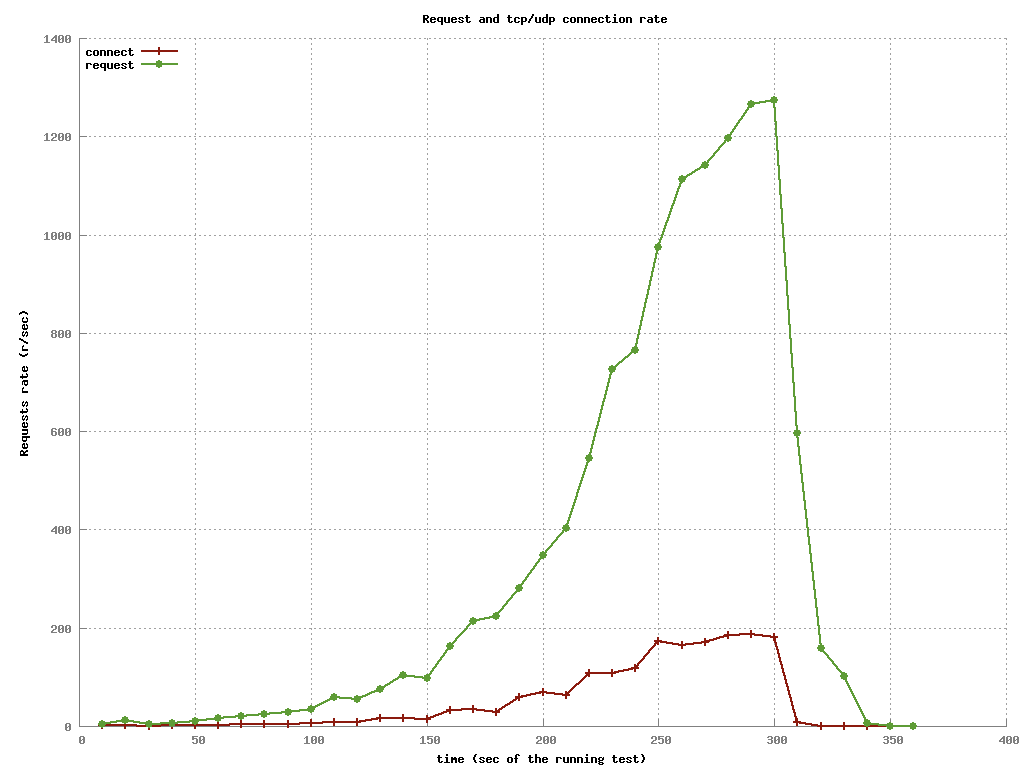 Request and tcp/udp connection rate
1400
connect
request
1200
1000
800
Requests rate (r/sec)
600
400
200
0
0 50 100 150 200 250 300 350 400
time (sec of the running test)